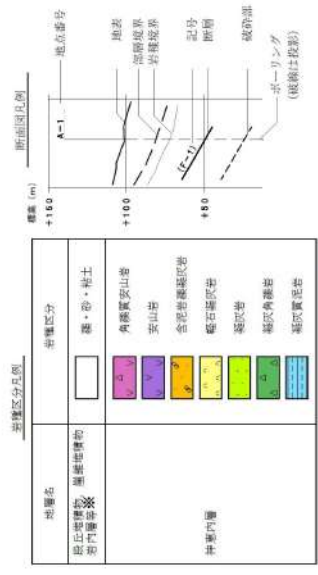 岩種区分凡例
地層名
岩種区分
段丘堆積物／崖錐堆積物
岩内層等※
礫・砂・粘土
神恵内層
角礫質安山岩
安山岩
含泥岩礫凝灰岩
軽石凝灰岩
凝灰岩
凝灰角礫岩
凝灰質泥岩
断面図凡例
標高 (m)
+150
+100
+50
A-1
(F-1)
地点番号
地表
部層境界
岩種境界
記号
断層
破砕部
ボーリング
(破線は投影)